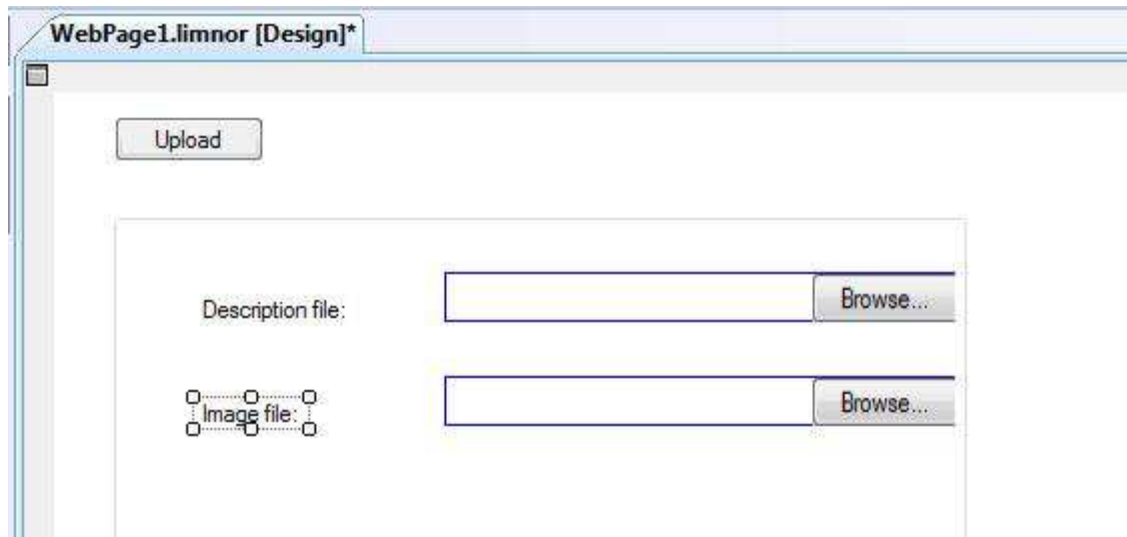 WebPage1.limnor [Design]*
Upload
Description file:
Browse...
Image file:
Browse...